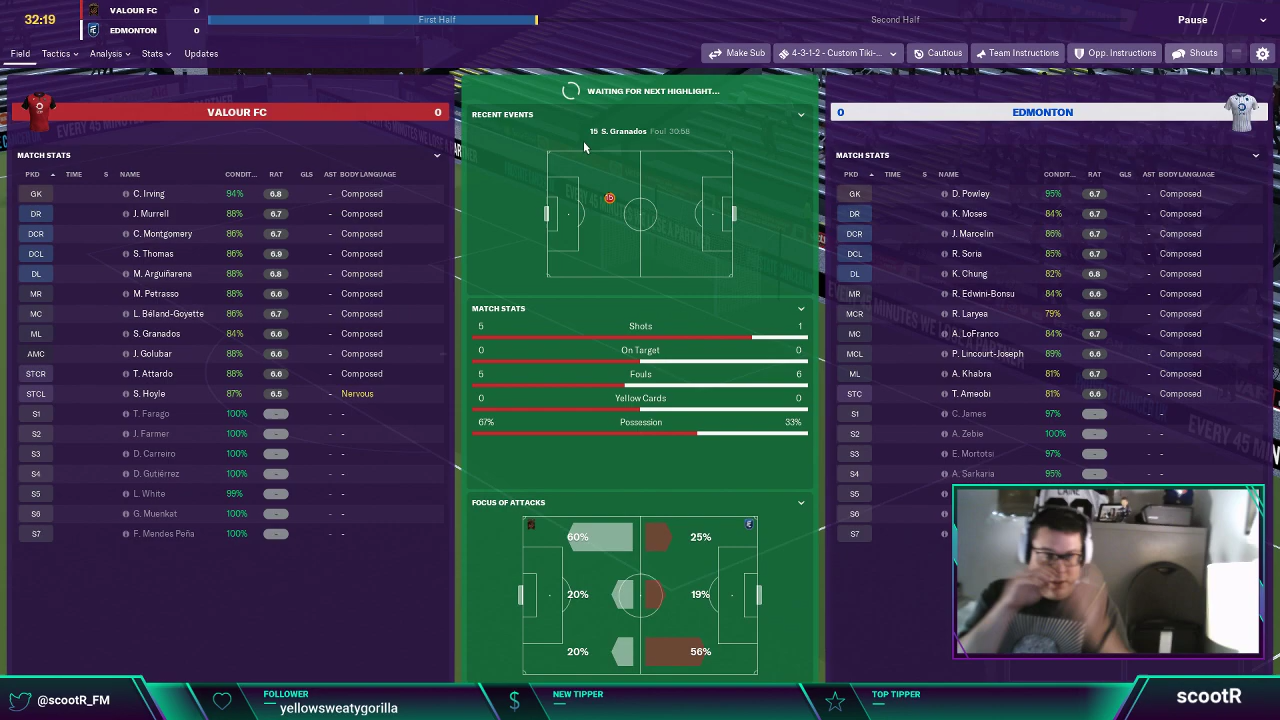 32:19
VALOUR FC 0
EDMONTON 0
First Half
Second Half
Pause
Field Tactics Analysis Stats Updates
Make Sub 4-3-1-2 - Custom Tiki-... Cautious Team Instructions Opp. Instructions Shouts
VALOUR FC 0
MATCH STATS
PKD TIME S NAME CONDIT... RAT GLS AST BODY LANGUAGE
GK C. Irving 94% 6.8 - Composed
DR J. Murrell 88% 6.7 - Composed
DCR C. Montgomery 86% 6.7 - Composed
DCL S. Thomas 86% 6.9 - Composed
DL M. Arguiñarena 88% 6.8 - Composed
MR M. Petrasso 88% 6.6 - Composed
MC L. Béland-Goyette 86% 6.7 - Composed
ML S. Granados 84% 6.6 - Composed
AMC J. Golubar 88% 6.6 - Composed
STCR T. Attardo 88% 6.6 - Composed
STCL S. Hoyle 87% 6.5 - Nervous
S1 T. Farago 100% - - -
S2 J. Farmer 100% - - -
S3 D. Carreiro 100% - - -
S4 D. Gutiérrez 100% - - -
S5 L. White 99% - - -
S6 G. Muenkat 100% - - -
S7 F. Mendes Peña 100% - - -
WAITING FOR NEXT HIGHLIGHT...
RECENT EVENTS
15 S. Granados Foul 30:58
15
MATCH STATS
5 Shots 1
0 On Target 0
5 Fouls 6
0 Yellow Cards 0
67% Possession 33%
FOCUS OF ATTACKS
60% 25%
20% 19%
20% 56%
0 EDMONTON
MATCH STATS
PKD TIME S NAME CONDIT... RAT GLS AST BODY LANGUAGE
GK D. Powley 95% 6.7 - Composed
DR K. Moses 84% 6.7 - Composed
DCR J. Marcelin 86% 6.7 - Composed
DCL R. Soria 85% 6.7 - Composed
DL K. Chung 82% 6.8 - Composed
MR R. Edwini-Bonsu 84% 6.6 - Composed
MCR R. Laryea 79% 6.6 - Composed
MC A. LoFranco 84% 6.7 - Composed
MCL P. Lincourt-Joseph 89% 6.6 - Composed
ML A. Khabra 81% 6.7 - Composed
STC T. Ameobi 81% 6.6 - Composed
S1 C. James 97% - - -
S2 A. Zebie 100% - - -
S3 E. Mortotsi 97% - - -
S4 A. Sarkaria 95% - - -
S5
S6
S7
@scootR_FM
FOLLOWER
yellowsweatygorilla
NEW TIPPER
TOP TIPPER
scootR